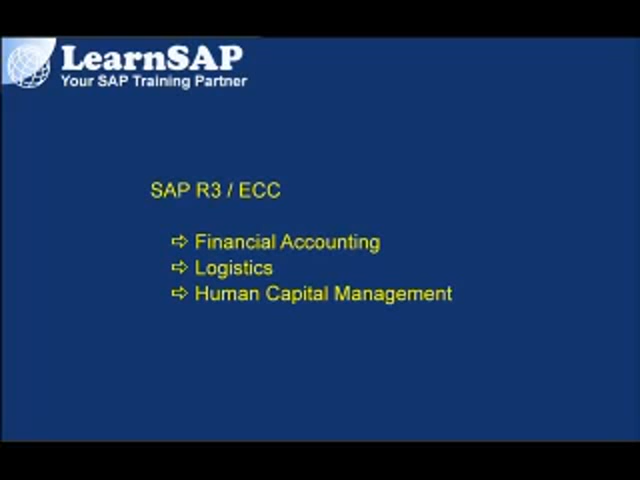 LearnSAP
Your SAP Training Partner
SAP R3 / ECC
⇨ Financial Accounting
⇨ Logistics
⇨ Human Capital Management